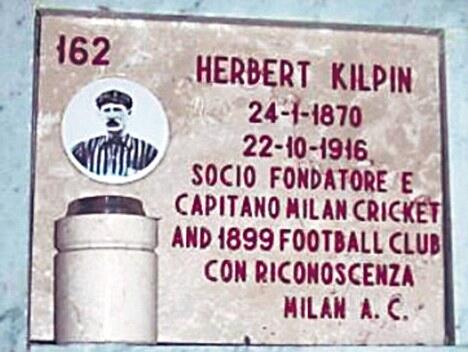 162
HERBERT KILPIN
24-1-1870
22-10-1916
SOCIO FONDATORE E
CAPITANO MILAN CRICKET
AND 1899 FOOTBALL CLUB
CON RICONOSCENZA
MILAN A. C.